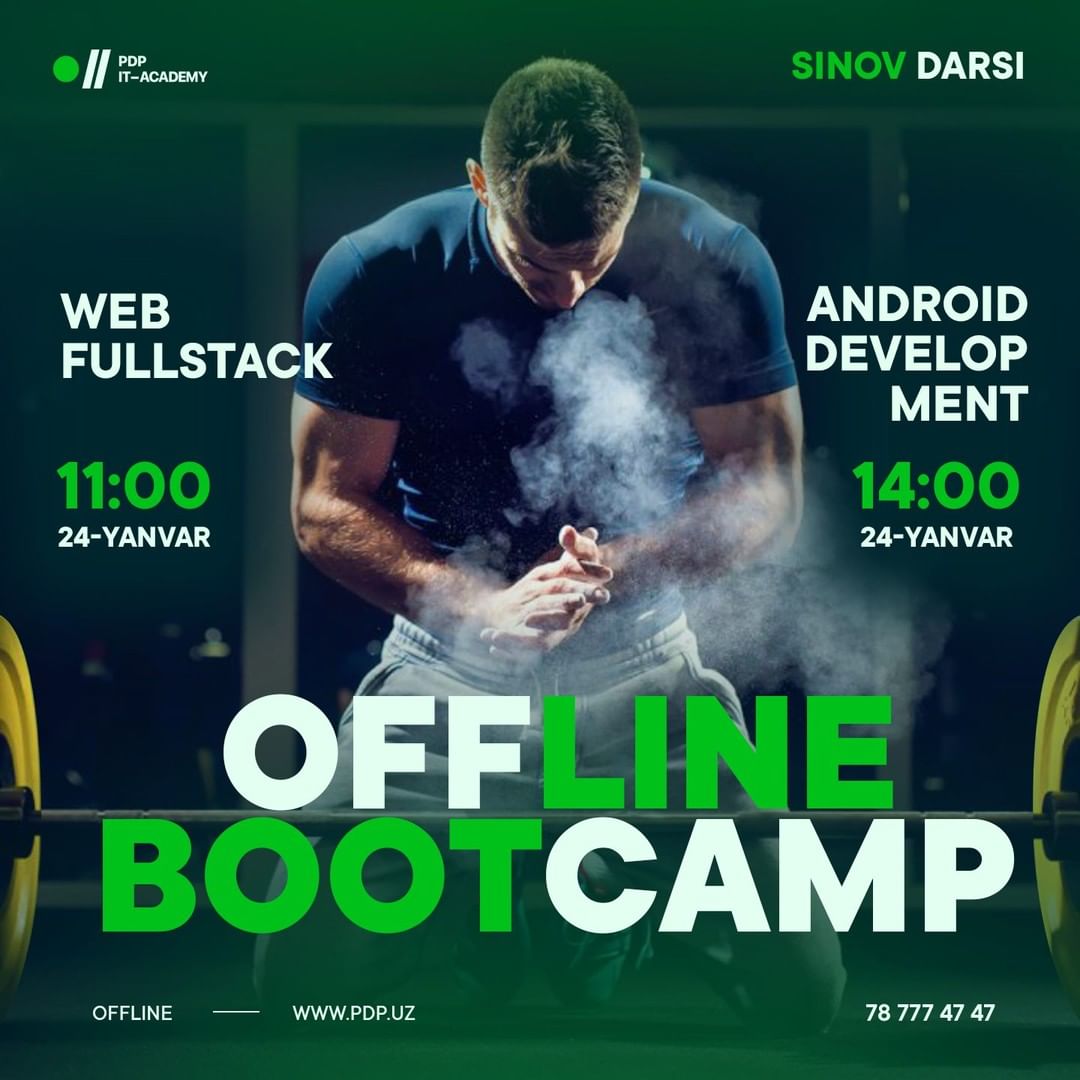 PDP
IT-ACADEMY
SINOV DARSI
WEB
FULLSTACK
11:00
24-YANVAR
ANDROID
DEVELOP
MENT
14:00
24-YANVAR
OFFLINE
BOOTCAMP
OFFLINE
WWW.PDP.UZ
78 777 47 47